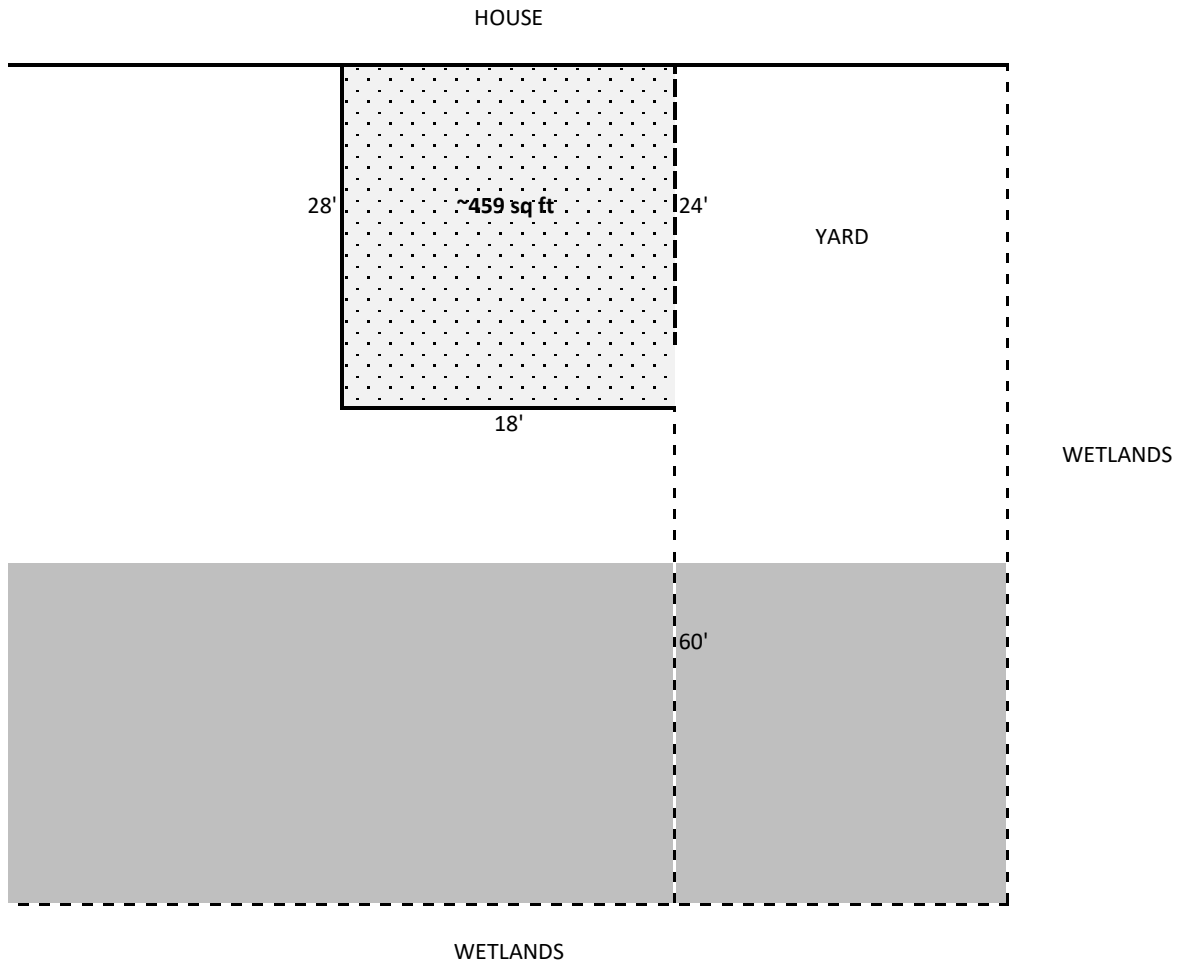 HOUSE
28'
~459 sq ft
24'
YARD
18'
WETLANDS
60'
WETLANDS